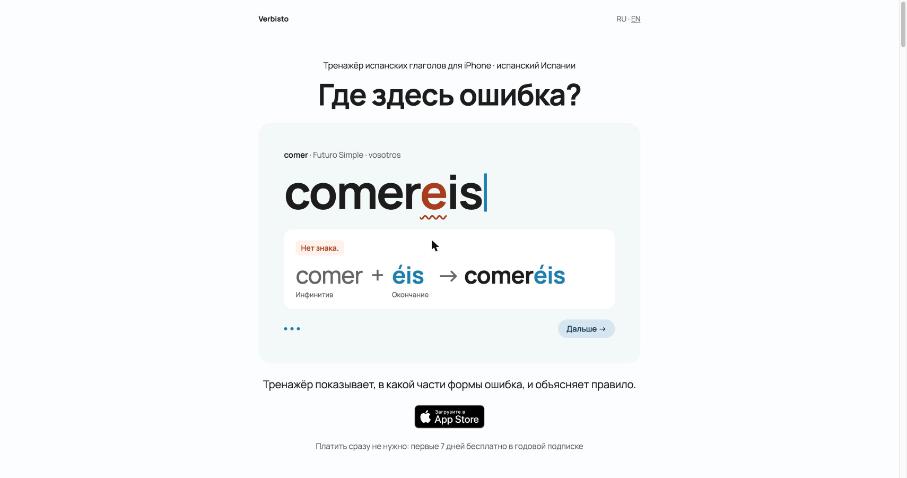 Verbisto
RU · EN
Тренажёр испанских глаголов для iPhone · испанский Испании
Где здесь ошибка?
comer · Futuro Simple · vosotros
comereis
Нет знака.
comer + éis → comeréis
Инфинитив Окончание
Дальше →
Тренажёр показывает, в какой части формы ошибка, и объясняет правило.
Загрузите в
App Store
Платить сразу не нужно: первые 7 дней бесплатно в годовой подписке